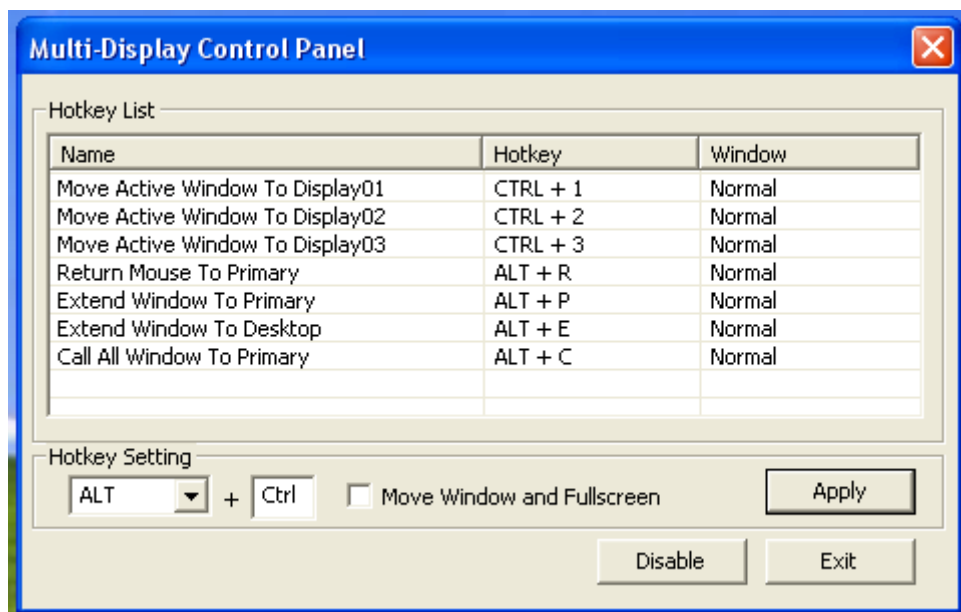 Multi-Display Control Panel
Hotkey List
Name Hotkey Window
Move Active Window To Display01 CTRL + 1 Normal
Move Active Window To Display02 CTRL + 2 Normal
Move Active Window To Display03 CTRL + 3 Normal
Return Mouse To Primary ALT + R Normal
Extend Window To Primary ALT + P Normal
Extend Window To Desktop ALT + E Normal
Call All Window To Primary ALT + C Normal
Hotkey Setting
ALT + Ctrl Move Window and Fullscreen Apply
Disable Exit